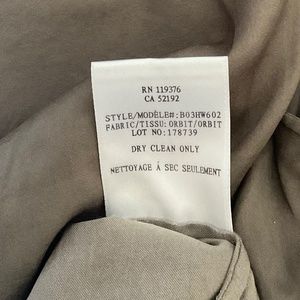 RN 119376
CA 52192
STYLE/MODÈLE#: B03HW602
FABRIC/TISSU: ORBIT/ORBIT
LOT NO: 178739
DRY CLEAN ONLY
NETTOYAGE À SEC SEULEMENT